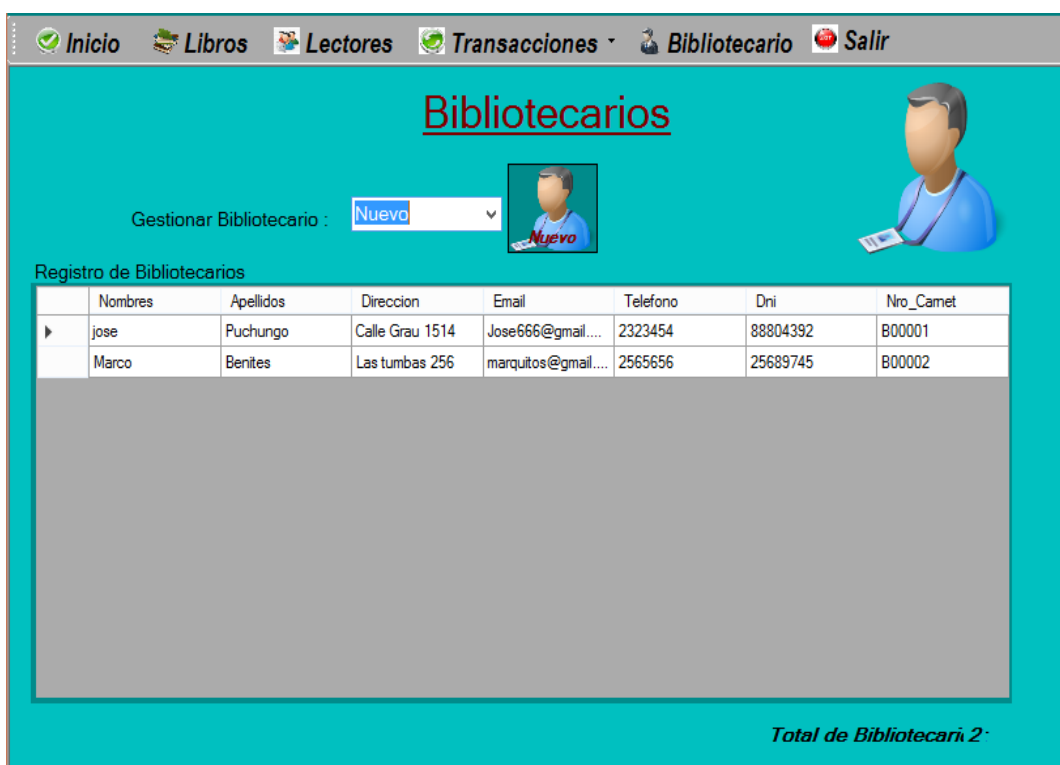 Inicio Libros Lectores Transacciones Bibliotecario Salir
Bibliotecarios
Gestionar Bibliotecario : Nuevo Nuevo
Registro de Bibliotecarios
Nombres Apellidos Direccion Email Telefono Dni Nro_Carnet
jose Puchungo Calle Grau 1514 Jose666@gmail.... 2323454 88804392 B00001
Marco Benites Las tumbas 256 marquitos@gmail.... 2565656 25689745 B00002
Total de Bibliotecari 2